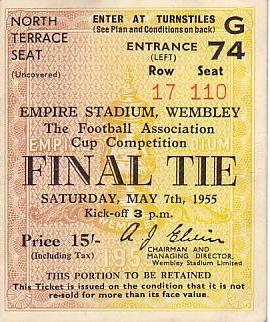 NORTH TERRACE SEAT
(Uncovered)
ENTER AT TURNSTILES
(See Plan and Conditions on back)
G
ENTRANCE 74
(LEFT)
Row Seat
17 110
EMPIRE STADIUM, WEMBLEY
The Football Association
Cup Competition
FINAL TIE
SATURDAY, MAY 7th, 1955
Kick-off 3 p.m.
Price 15/-
(Including Tax)
A. J. Elvin
CHAIRMAN AND
MANAGING DIRECTOR,
Wembley Stadium Limited
THIS PORTION TO BE RETAINED
This Ticket is issued on the condition that it is
not re-sold for more than its face value.